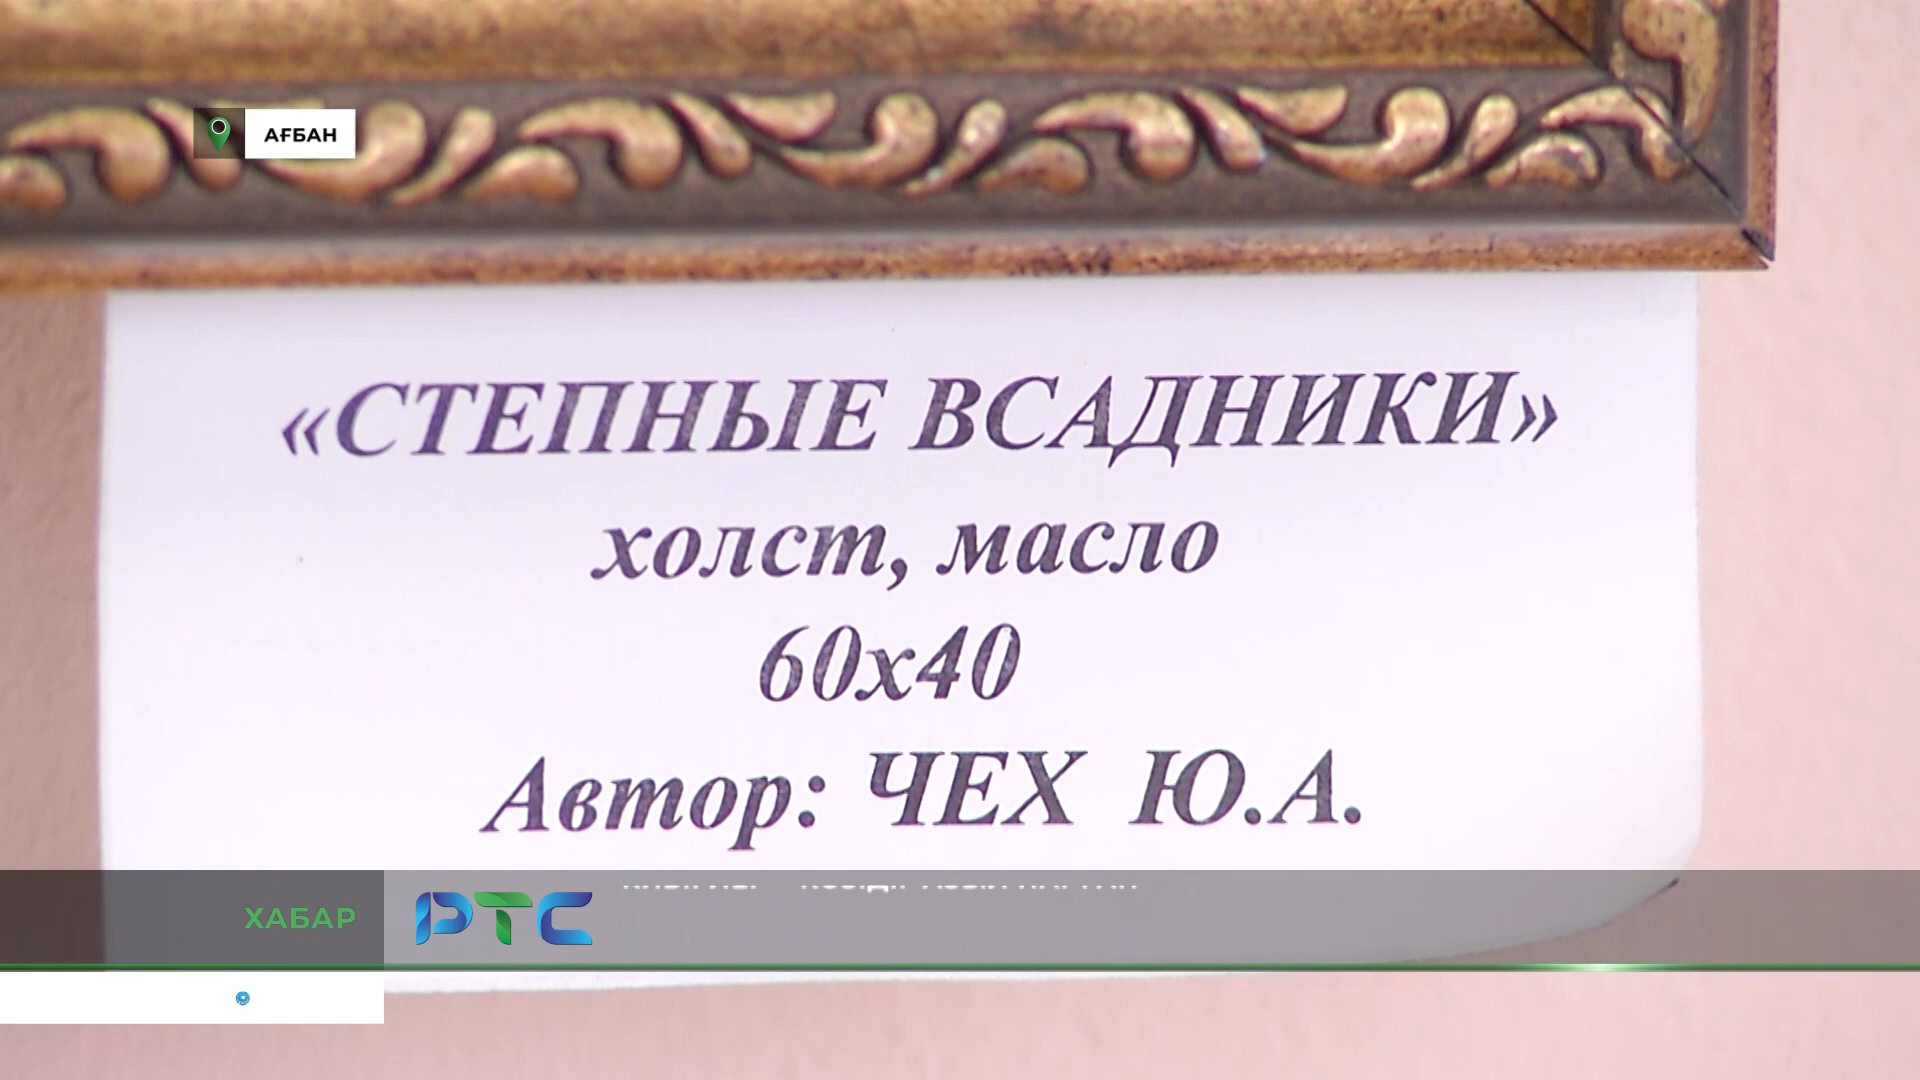 АҒБАН
«СТЕПНЫЕ ВСАДНИКИ»
холст, масло
60х40
Автор: ЧЕХ Ю.А.
ХАБАР
РТС